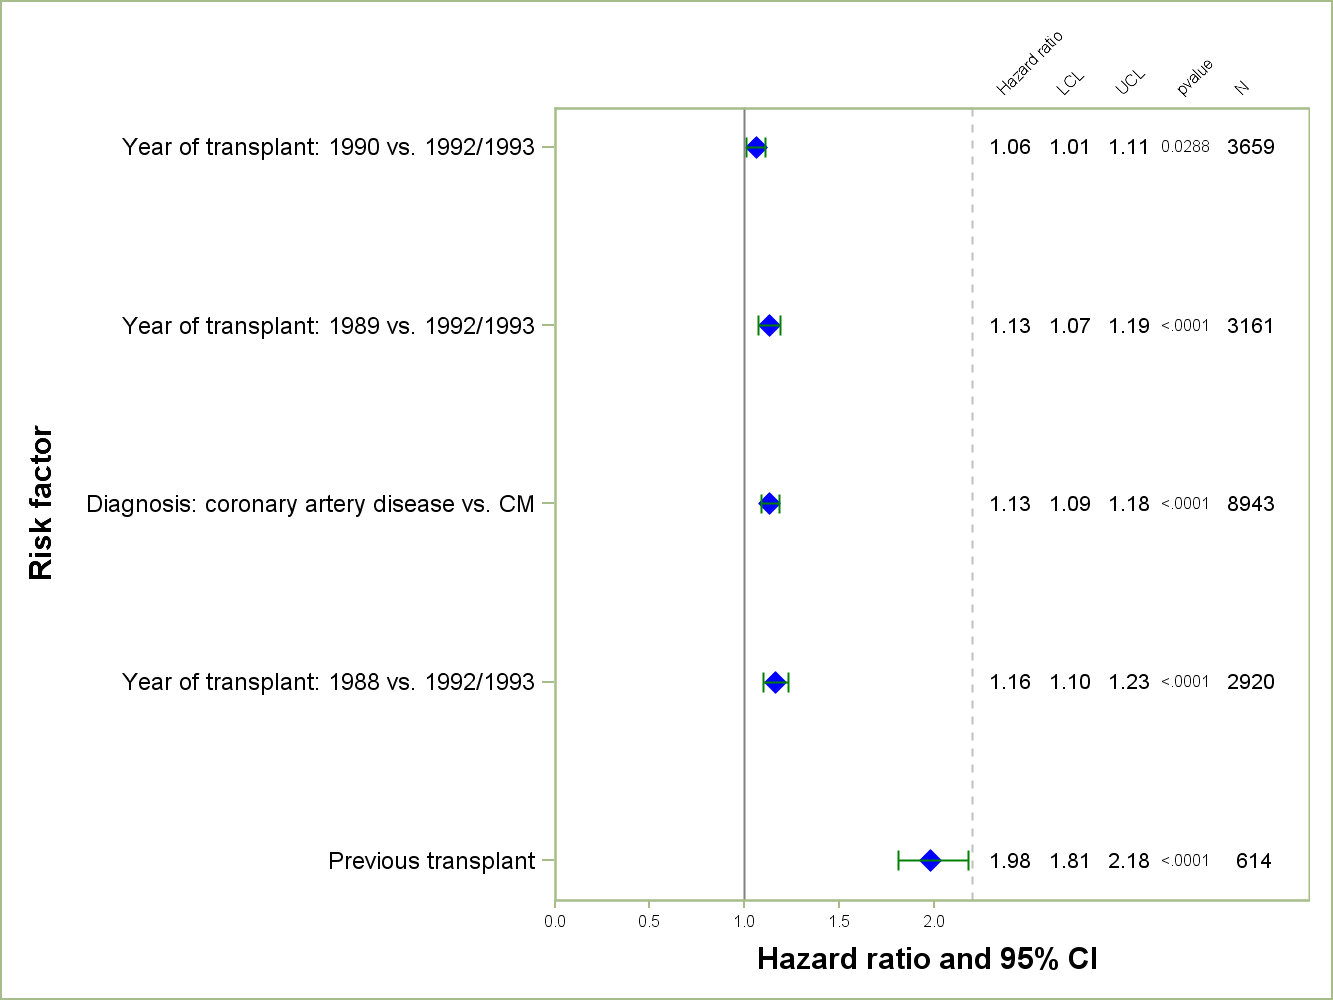 Hazard ratio LCL UCL pvalue N
Year of transplant: 1990 vs. 1992/1993 1.06 1.01 1.11 0.0288 3659
Year of transplant: 1989 vs. 1992/1993 1.13 1.07 1.19 <.0001 3161
Risk factor
Diagnosis: coronary artery disease vs. CM 1.13 1.09 1.18 <.0001 8943
Year of transplant: 1988 vs. 1992/1993 1.16 1.10 1.23 <.0001 2920
Previous transplant 1.98 1.81 2.18 <.0001 614
0.0 0.5 1.0 1.5 2.0
Hazard ratio and 95% CI